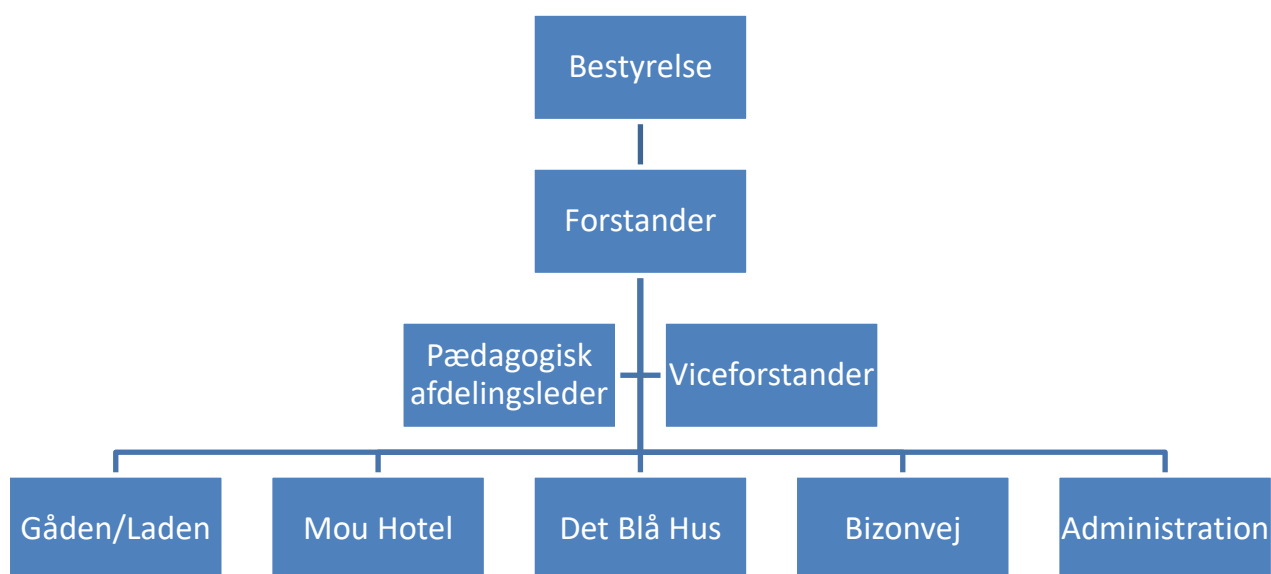 Bestyrelse
Forstander
Pædagogisk
afdelingsleder
Viceforstander
Gåden/Laden
Mou Hotel
Det Blå Hus
Bizonvej
Administration